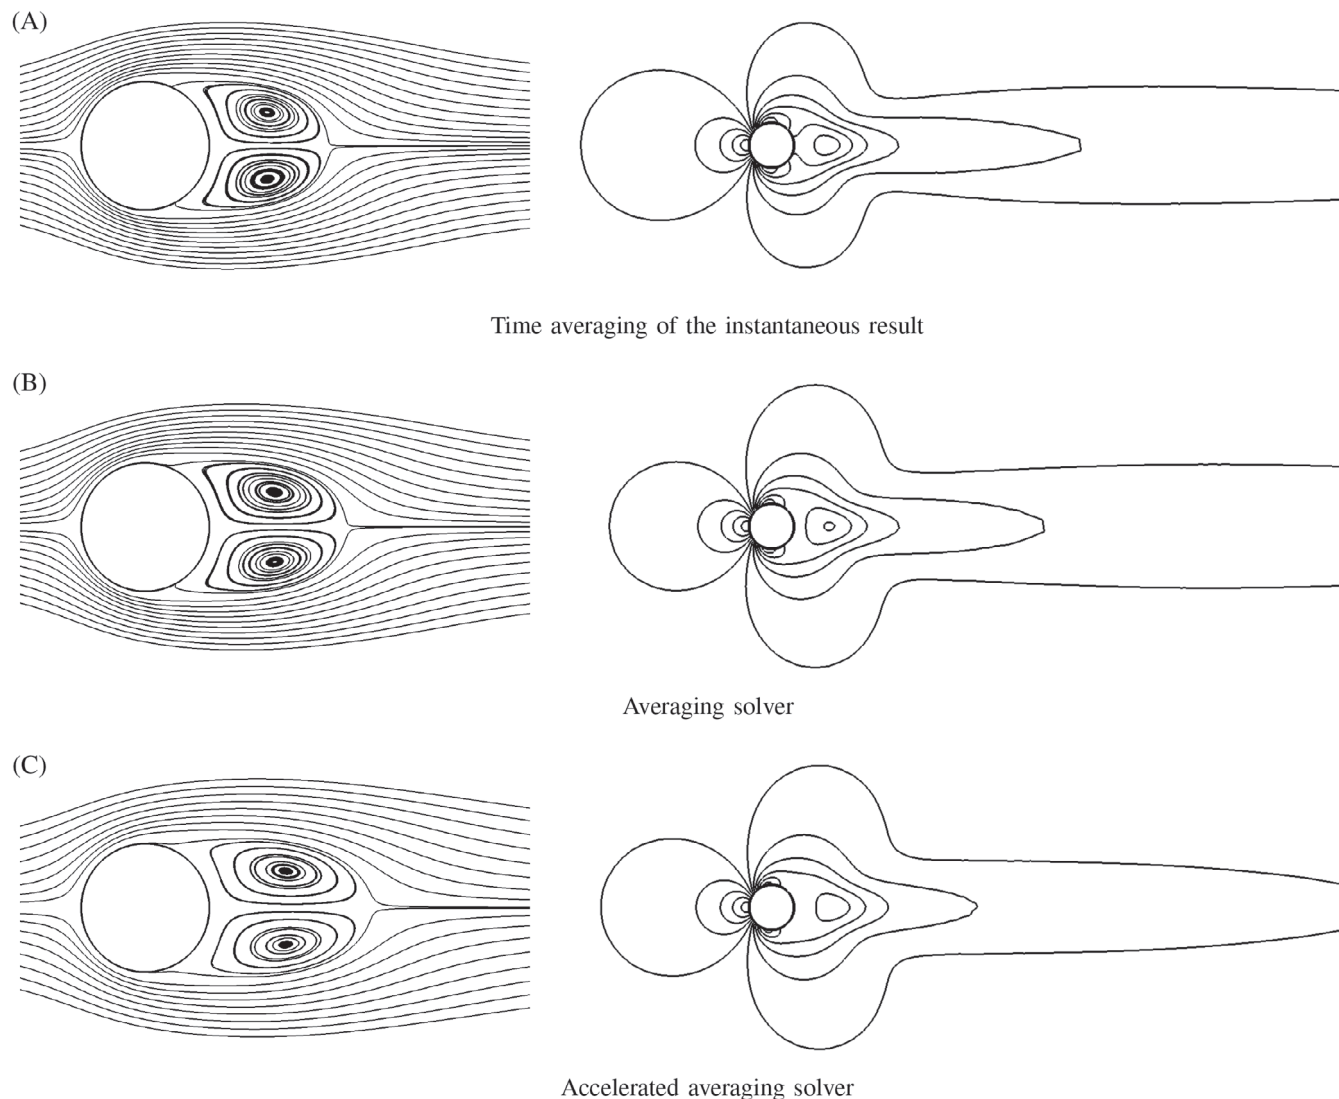 (A)
Time averaging of the instantaneous result
(B)
Averaging solver
(C)
Accelerated averaging solver